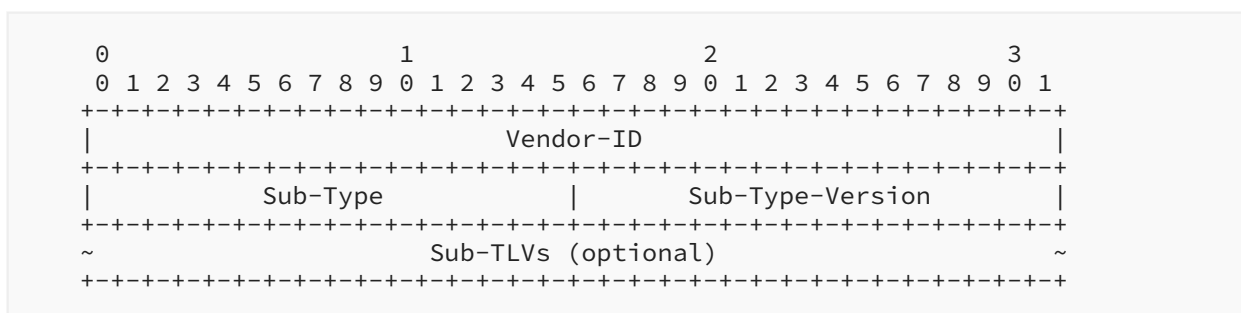 0                   1                   2                   3
 0 1 2 3 4 5 6 7 8 9 0 1 2 3 4 5 6 7 8 9 0 1 2 3 4 5 6 7 8 9 0 1
+-+-+-+-+-+-+-+-+-+-+-+-+-+-+-+-+-+-+-+-+-+-+-+-+-+-+-+-+-+-+-+-+
|                           Vendor-ID                           |
+-+-+-+-+-+-+-+-+-+-+-+-+-+-+-+-+-+-+-+-+-+-+-+-+-+-+-+-+-+-+-+-+
|           Sub-Type            |       Sub-Type-Version        |
+-+-+-+-+-+-+-+-+-+-+-+-+-+-+-+-+-+-+-+-+-+-+-+-+-+-+-+-+-+-+-+-+
~                      Sub-TLVs (optional)                      ~
+-+-+-+-+-+-+-+-+-+-+-+-+-+-+-+-+-+-+-+-+-+-+-+-+-+-+-+-+-+-+-+-+